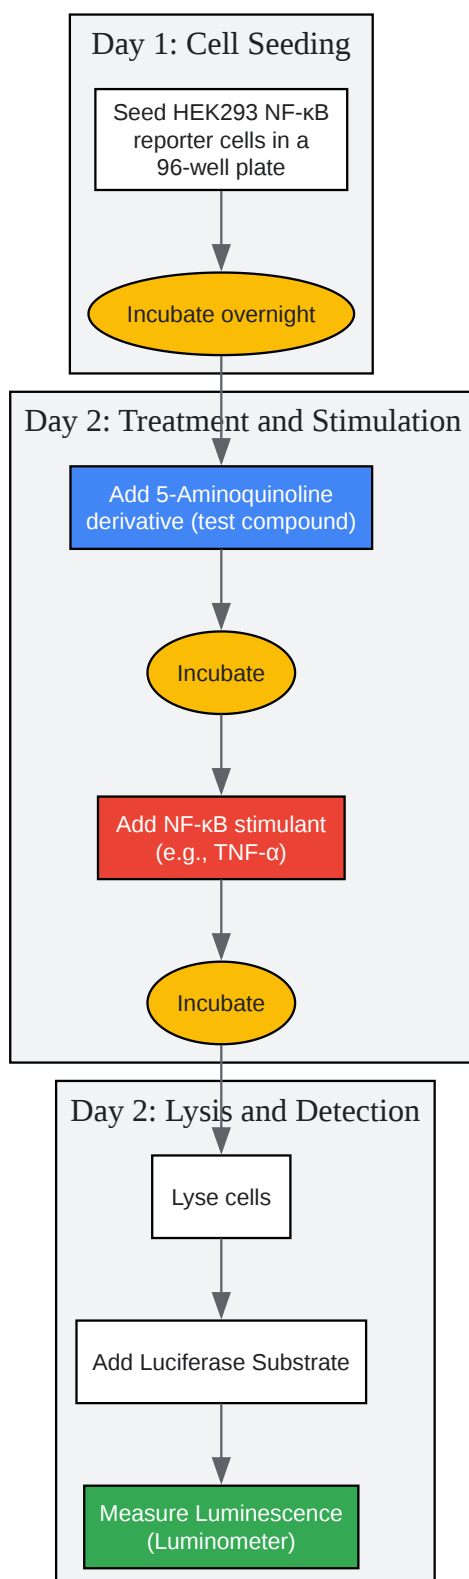 Day 1: Cell Seeding
Seed HEK293 NF-κB
reporter cells in a
96-well plate
Incubate overnight
Day 2: Treatment and Stimulation
Add 5-Aminoquinoline
derivative (test compound)
Incubate
Add NF-κB stimulant
(e.g., TNF-α)
Incubate
Day 2: Lysis and Detection
Lyse cells
Add Luciferase Substrate
Measure Luminescence
(Luminometer)